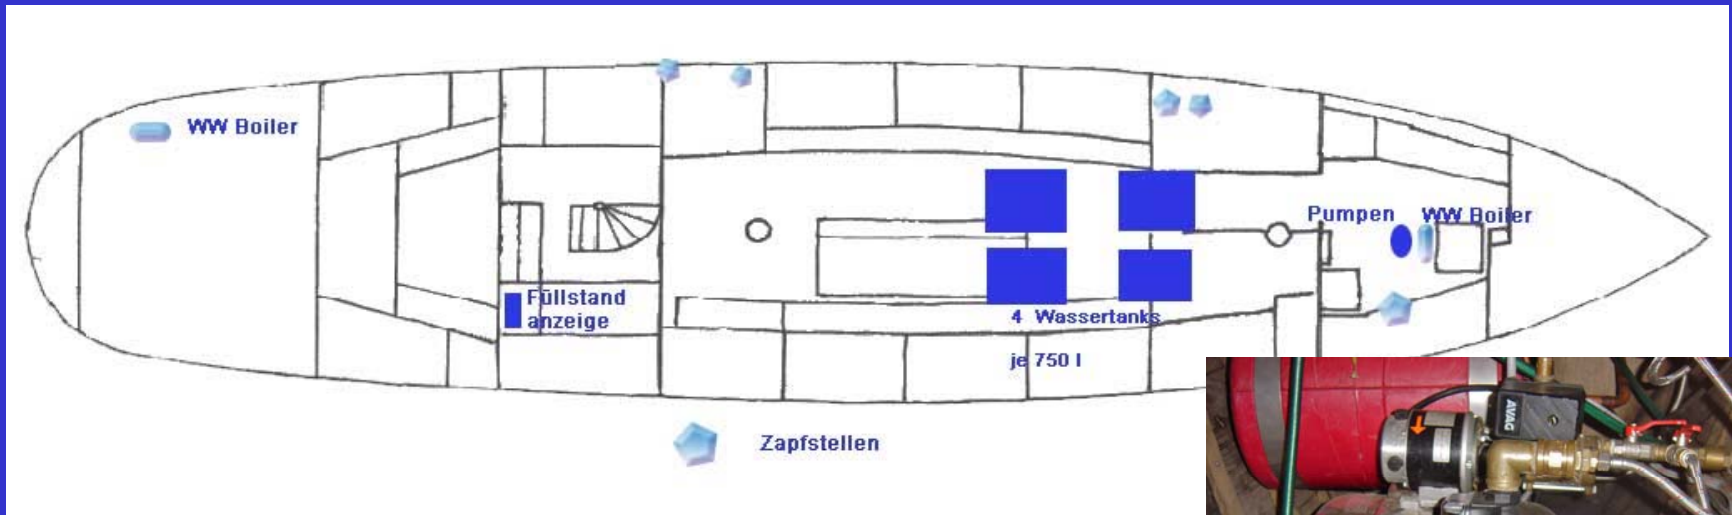 WW Boiler
Pumpen
WW Boiler
Füllstand
anzeige
4 Wassertanks
je 750 l
Zapfstellen
AVAG